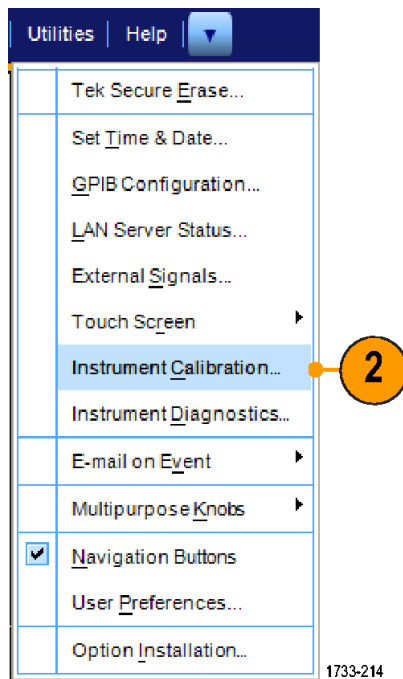 Utilities Help
Tek Secure Erase...
Set Time & Date...
GPIB Configuration...
LAN Server Status...
External Signals...
Touch Screen
Instrument Calibration...
2
Instrument Diagnostics...
E-mail on Event
Multipurpose Knobs
Navigation Buttons
User Preferences...
Option Installation...
1733-214